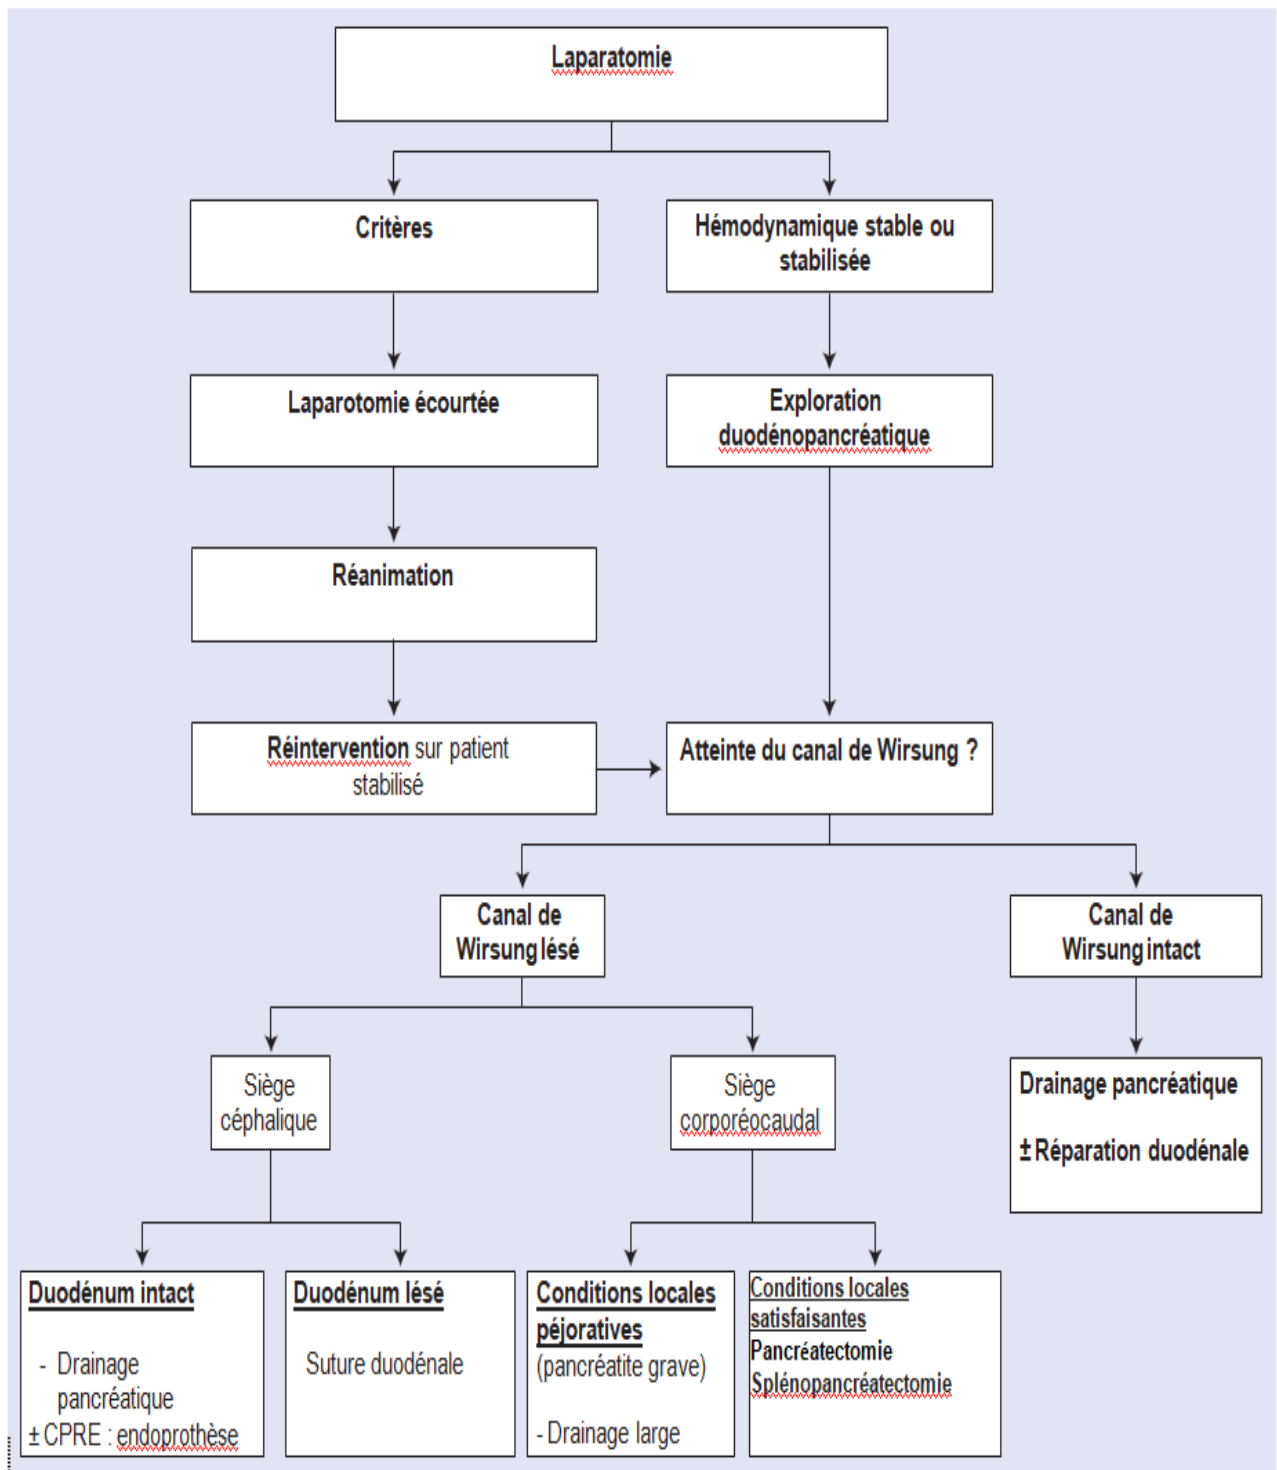 Laparatomie
Critères
Hémodynamique stable ou
stabilisée
Laparotomie écourtée
Exploration
duodénopancréatique
Réanimation
Réintervention sur patient
stabilisé
Atteinte du canal de Wirsung ?
Canal de
Wirsung lésé
Canal de
Wirsung intact
Siège
céphalique
Siège
corporéocaudal
Drainage pancréatique
± Réparation duodénale
Duodénum intact
- Drainage
pancréatique
± CPRE : endoprothèse
Duodénum lésé
Suture duodénale
Conditions locales
péjoratives
(pancréatite grave)
- Drainage large
Conditions locales
satisfaisantes
Pancréatectomie
Splénopancréatectomie